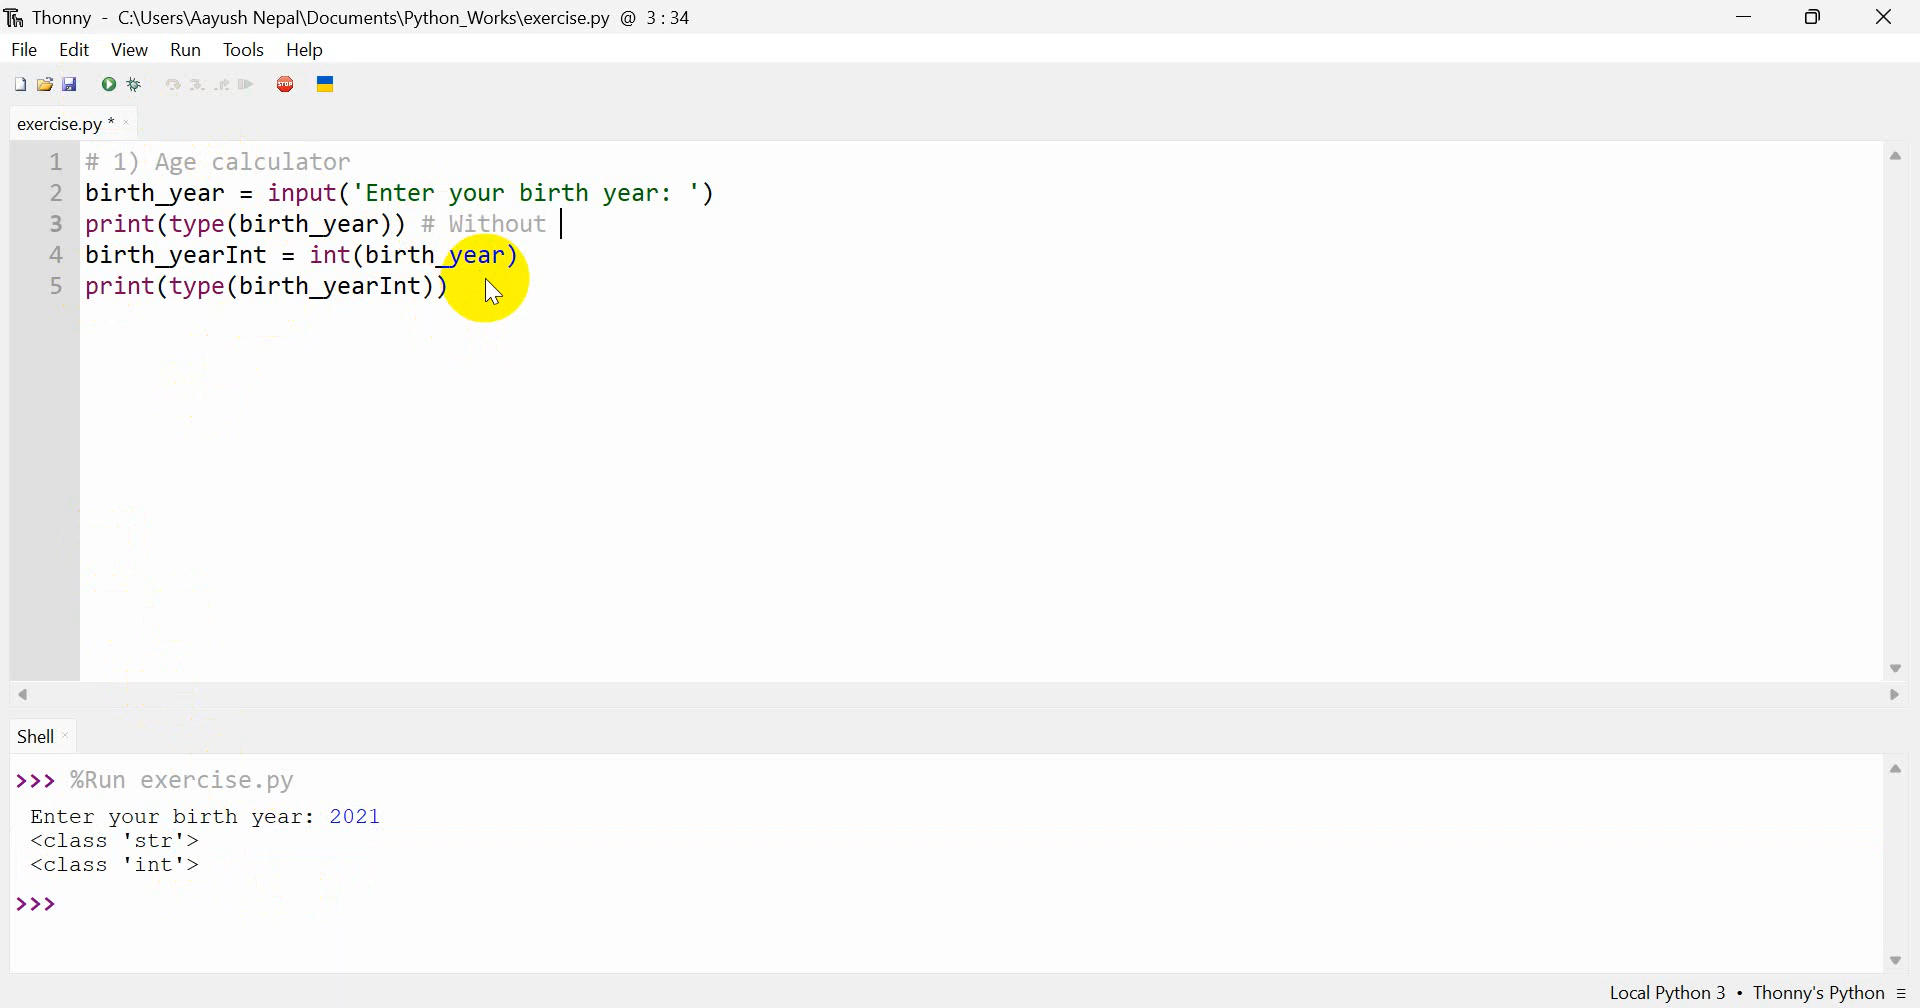 Thonny - C:\Users\Aayush Nepal\Documents\Python_Works\exercise.py @ 3 : 34
File Edit View Run Tools Help
STOP
exercise.py * ×
1 # 1) Age calculator
2 birth_year = input('Enter your birth year: ')
3 print(type(birth_year)) # Without
4 birth_yearInt = int(birth_year)
5 print(type(birth_yearInt))
Shell ×
>>> %Run exercise.py
Enter your birth year: 2021
<class 'str'>
<class 'int'>
>>>
Local Python 3 • Thonny's Python ≡